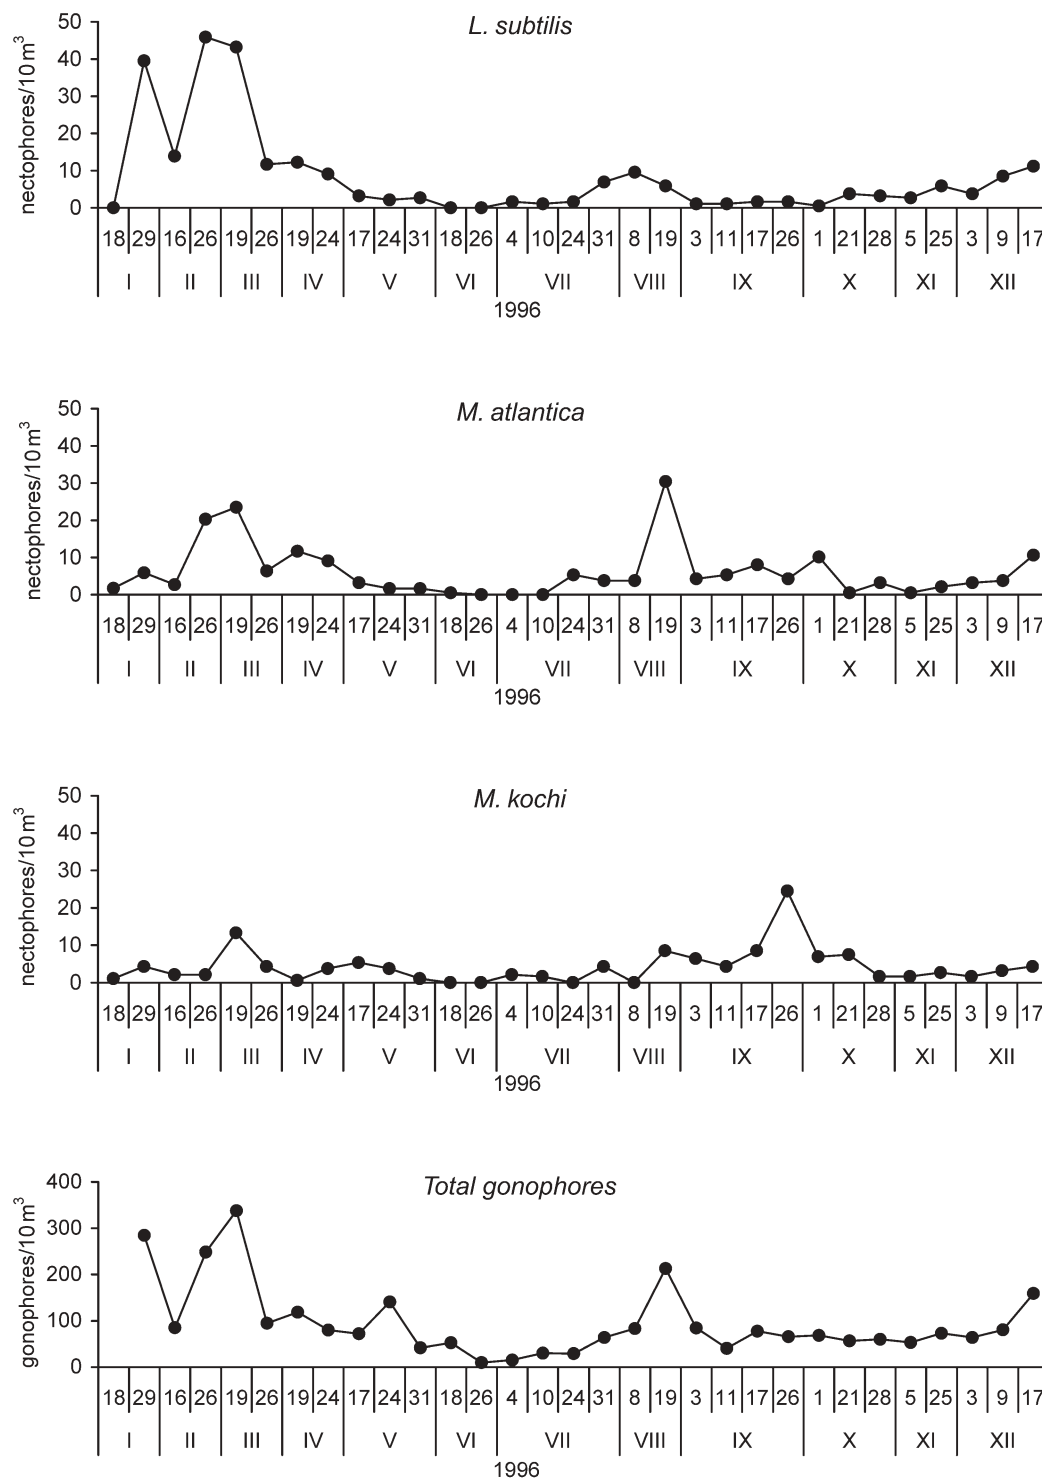 L. subtilis
nectophores/10 m³
50
40
30
20
10
0
18 29 16 26 19 26 19 24 17 24 31 18 26 4 10 24 31 8 19 3 11 17 26 1 21 28 5 25 3 9 17
I II III IV V VI VII VIII IX X XI XII
1996
M. atlantica
nectophores/10 m³
50
40
30
20
10
0
18 29 16 26 19 26 19 24 17 24 31 18 26 4 10 24 31 8 19 3 11 17 26 1 21 28 5 25 3 9 17
I II III IV V VI VII VIII IX X XI XII
1996
M. kochi
nectophores/10 m³
50
40
30
20
10
0
18 29 16 26 19 26 19 24 17 24 31 18 26 4 10 24 31 8 19 3 11 17 26 1 21 28 5 25 3 9 17
I II III IV V VI VII VIII IX X XI XII
1996
Total gonophores
gonophores/10 m³
400
300
200
100
0
18 29 16 26 19 26 19 24 17 24 31 18 26 4 10 24 31 8 19 3 11 17 26 1 21 28 5 25 3 9 17
I II III IV V VI VII VIII IX X XI XII
1996